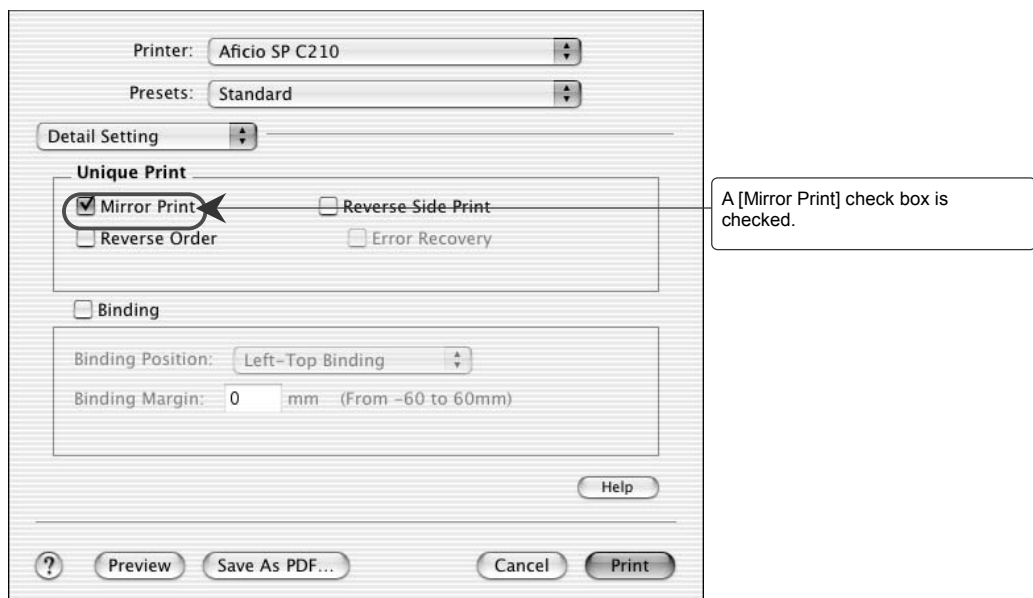 Printer: Aficio SP C210
Presets: Standard
Detail Setting
Unique Print
Mirror Print Reverse Side Print
Reverse Order Error Recovery
A [Mirror Print] check box is
checked.
Binding
Binding Position: Left-Top Binding
Binding Margin: 0 mm (From -60 to 60mm)
Help
? Preview Save As PDF... Cancel Print